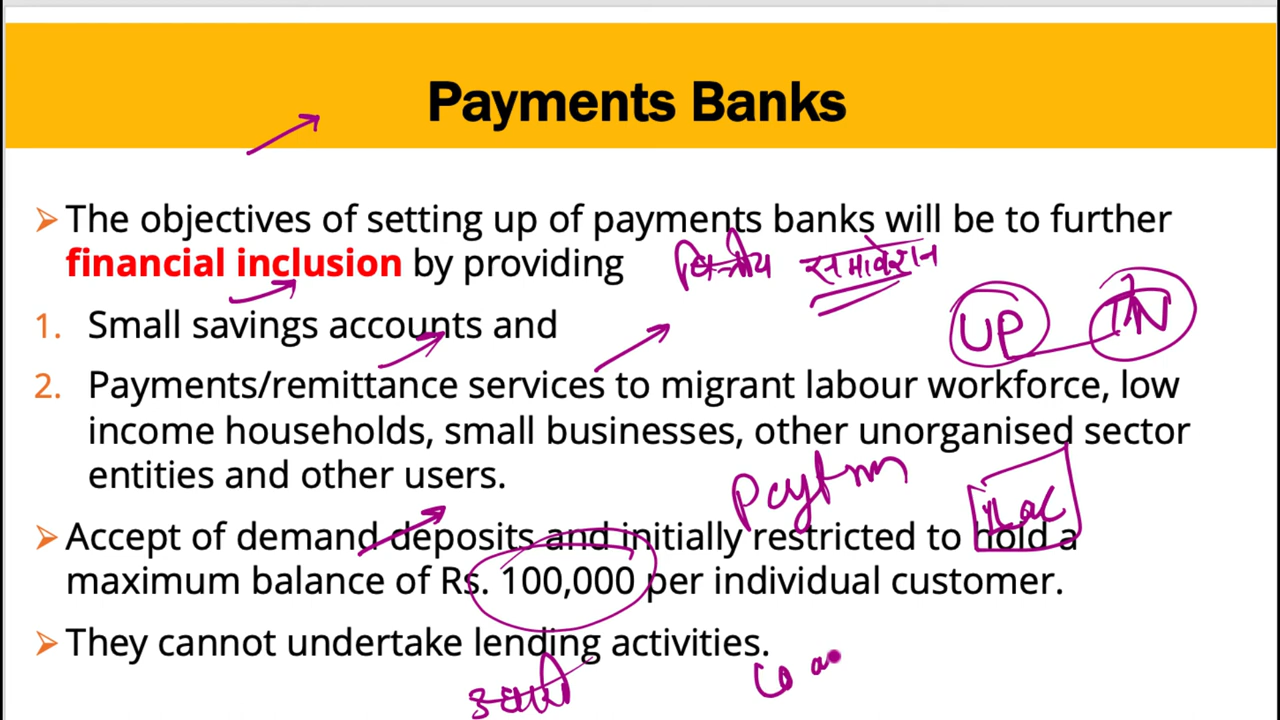 Payments Banks
➢ The objectives of setting up of payments banks will be to further
financial inclusion by providing
वित्तीय समावेशन
1. Small savings accounts and
UP TN
2. Payments/remittance services to migrant labour workforce, low
income households, small businesses, other unorganised sector
entities and other users.
Paytm
1Lac
➢ Accept of demand deposits and initially restricted to hold a
maximum balance of Rs. 100,000 per individual customer.
➢ They cannot undertake lending activities.
उधारी